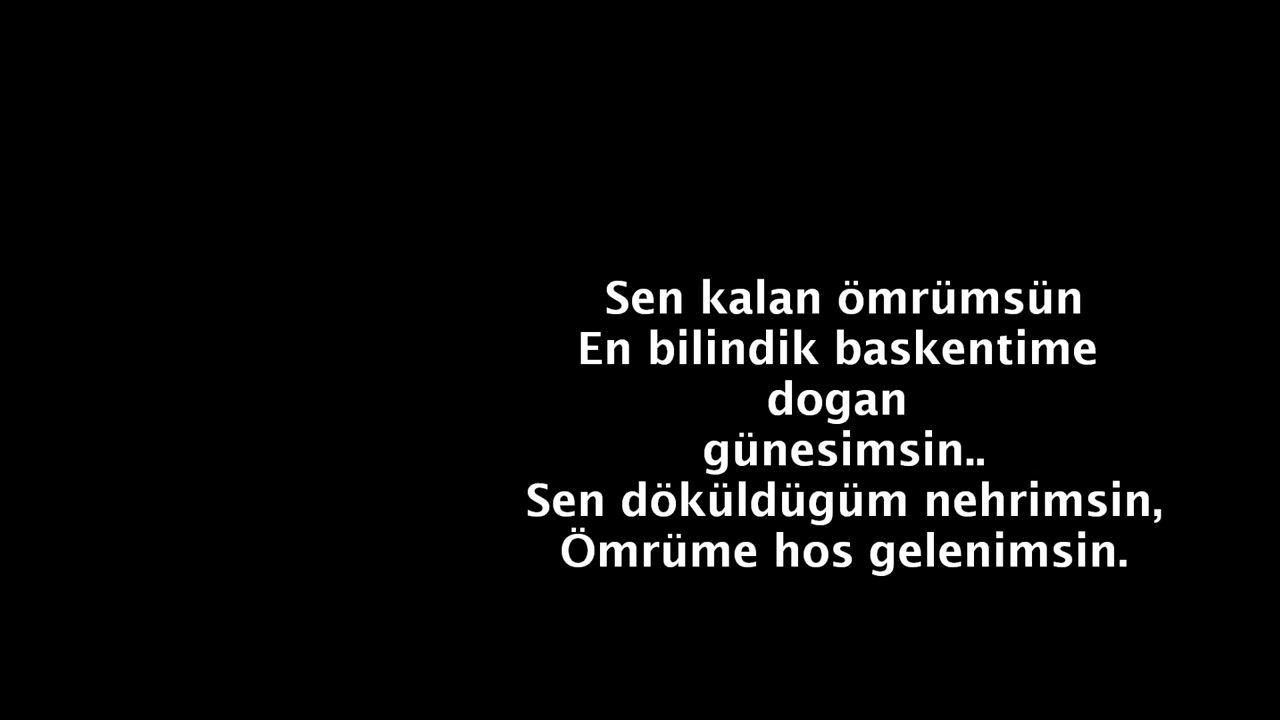 Sen kalan ömrümsün
En bilindik baskentime
dogan
günesimsin..
Sen döküldügüm nehrimsin,
Ömrüme hos gelenimsin.